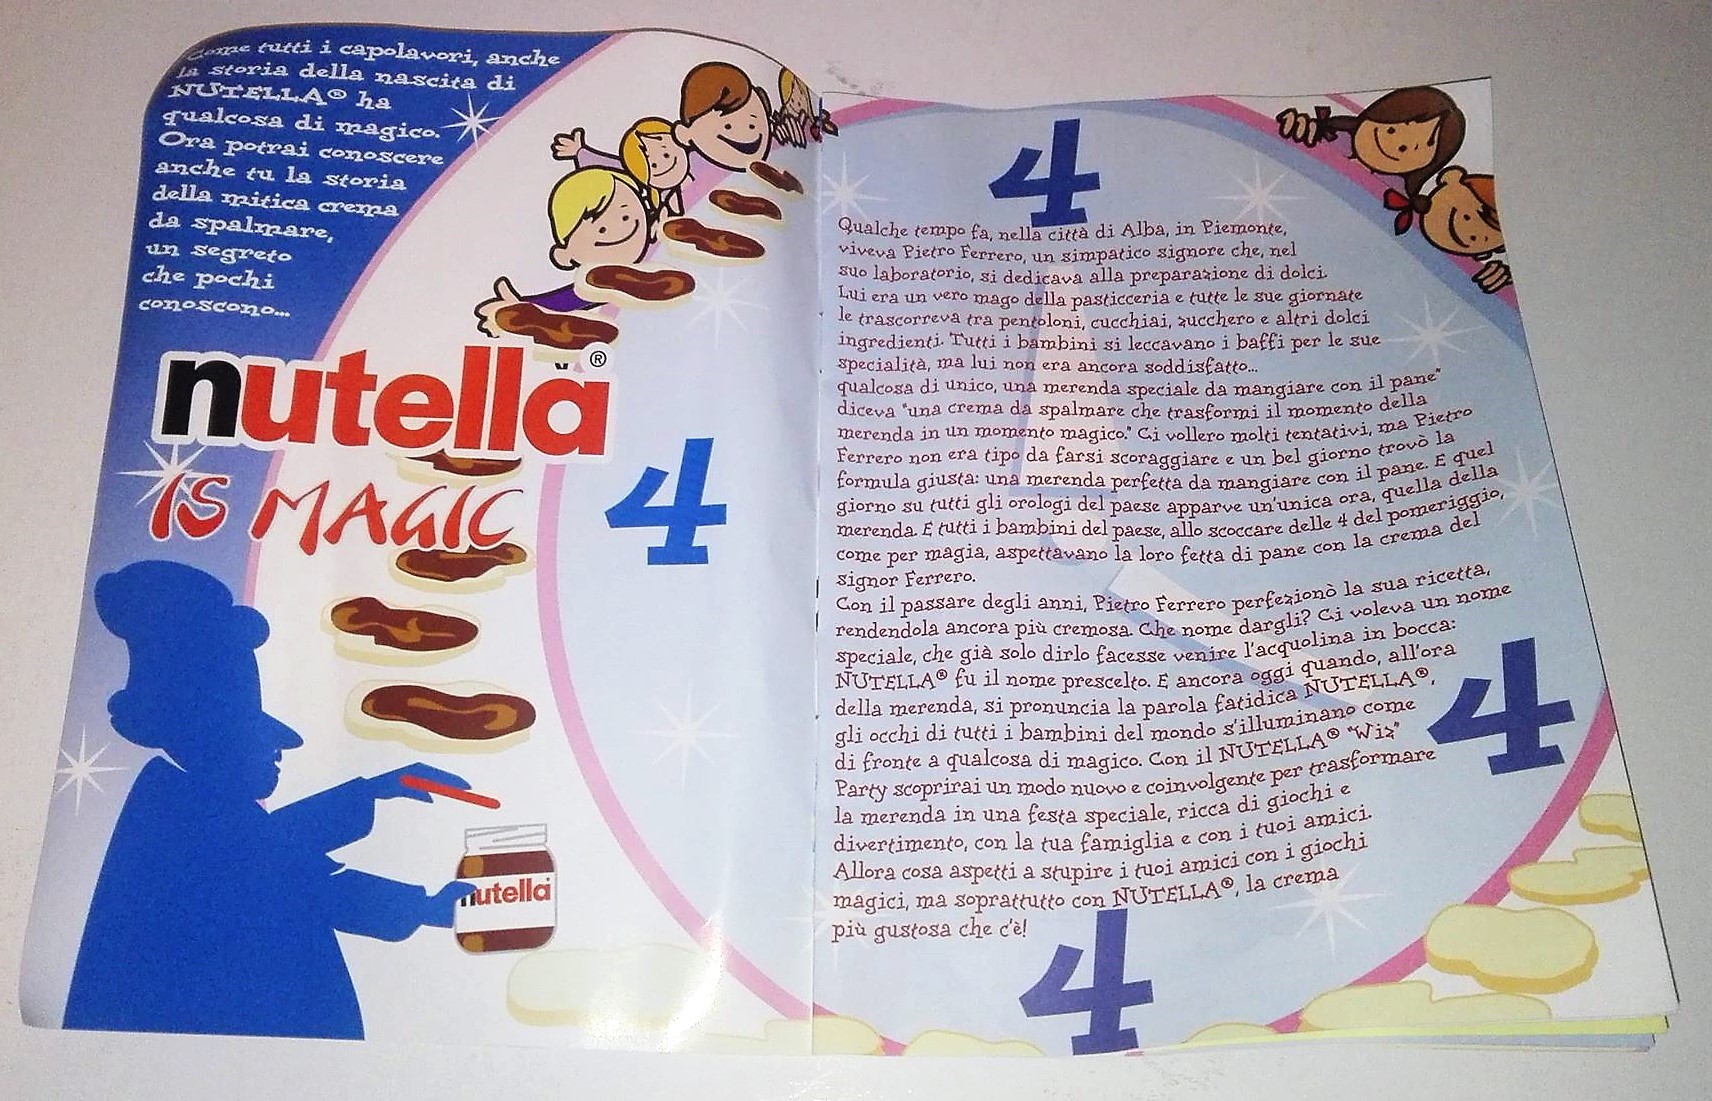 Come tutti i capolavori, anche
la storia della nascita di
NUTELLA® ha
qualcosa di magico.
Ora potrai conoscere
anche tu la storia
della mitica crema
da spalmare,
un segreto
che pochi
conoscono...
nutella®
IS MAGIC
nutella
4
4
Qualche tempo fa, nella città di Alba, in Piemonte,
viveva Pietro Ferrero, un simpatico signore che, nel
suo laboratorio, si dedicava alla preparazione di dolci.
Lui era un vero mago della pasticceria e tutte le sue giornate
le trascorreva tra pentoloni, cucchiai, zucchero e altri dolci
ingredienti. Tutti i bambini si leccavano i baffi per le sue
specialità, ma lui non era ancora soddisfatto...
qualcosa di unico, una merenda speciale da mangiare con il pane"
diceva "una crema da spalmare che trasformi il momento della
merenda in un momento magico." Ci vollero molti tentativi, ma Pietro
Ferrero non era tipo da farsi scoraggiare e un bel giorno trovò la
formula giusta: una merenda perfetta da mangiare con il pane. E quel
giorno su tutti gli orologi del paese apparve un'unica ora, quella della
merenda. E tutti i bambini del paese, allo scoccare delle 4 del pomeriggio,
come per magia, aspettavano la loro fetta di pane con la crema del
signor Ferrero.
Con il passare degli anni, Pietro Ferrero perfezionò la sua ricetta,
rendendola ancora più cremosa. Che nome dargli? Ci voleva un nome
speciale, che già solo dirlo facesse venire l'acquolina in bocca:
NUTELLA® fu il nome prescelto. E ancora oggi quando, all'ora
della merenda, si pronuncia la parola fatidica NUTELLA®,
gli occhi di tutti i bambini del mondo s'illuminano come
di fronte a qualcosa di magico. Con il NUTELLA® "Wiz"
Party scoprirai un modo nuovo e coinvolgente per trasformare
la merenda in una festa speciale, ricca di giochi e
divertimento, con la tua famiglia e con i tuoi amici.
Allora cosa aspetti a stupire i tuoi amici con i giochi
magici, ma soprattutto con NUTELLA®, la crema
più gustosa che c'è!
4
4